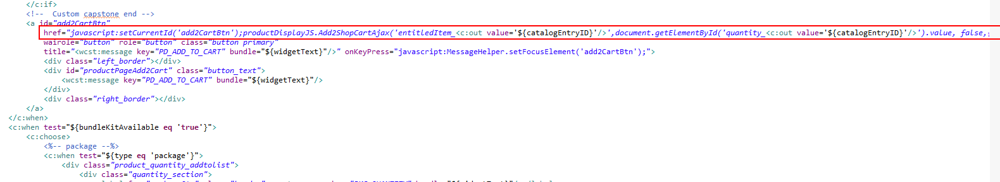 </c:if>
<!-- Custom capstone end -->
<a id="add2CartBtn"
href="javascript:setCurrentId('add2CartBtn');productDisplayJS.Add2ShopCartAjax('entitledItem_<c:out value='${catalogEntryID}'/>',document.getElementById('quantity_<c:out value='${catalogEntryID}'/>').value, false,
wairole="button" role="button" class="button primary"
title="<wcst:message key="PD_ADD_TO_CART" bundle="${widgetText}"/>" onKeyPress="javascript:MessageHelper.setFocusElement('add2CartBtn');">
<div class="left_border"></div>
<div id="productPageAdd2Cart" class="button_text">
<wcst:message key="PD_ADD_TO_CART" bundle="${widgetText}"/>
</div>
<div class="right_border"></div>
</a>
</c:when>
<c:when test="${bundleKitAvailable eq 'true'}">
<c:choose>
<%-- package --%>
<c:when test="${type eq 'package'}">
<div class="product_quantity_addtolist">
<div class="quantity_section">